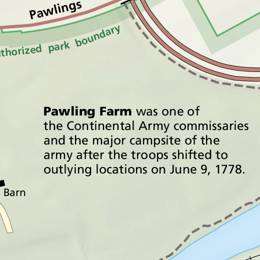 Pawlings
authorized park boundary
Pawling Farm was one of
the Continental Army commissaries
and the major campsite of the
army after the troops shifted to
outlying locations on June 9, 1778.
Barn